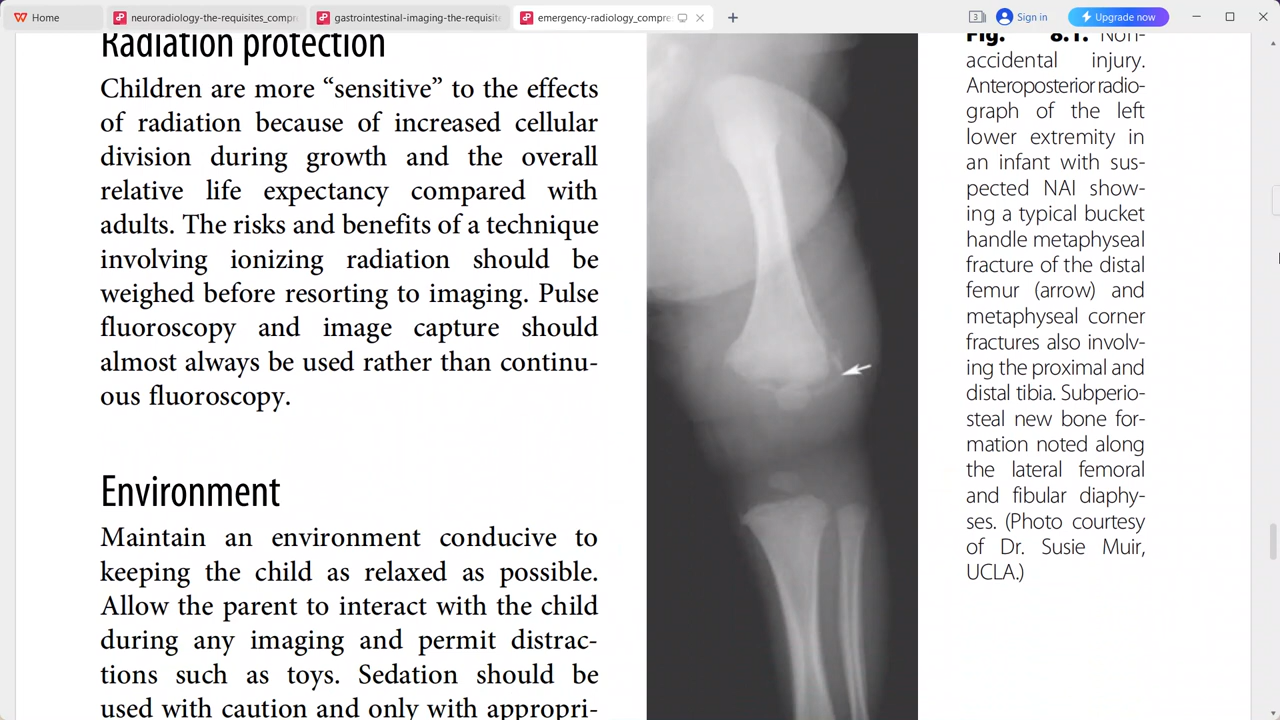 Home
neuroradiology-the-requisites_compr
gastrointestinal-imaging-the-requisite
emergency-radiology_compre
3
Sign in
Upgrade now
Radiation protection
Children are more “sensitive” to the effects
of radiation because of increased cellular
division during growth and the overall
relative life expectancy compared with
adults. The risks and benefits of a technique
involving ionizing radiation should be
weighed before resorting to imaging. Pulse
fluoroscopy and image capture should
almost always be used rather than continu-
ous fluoroscopy.
Environment
Maintain an environment conducive to
keeping the child as relaxed as possible.
Allow the parent to interact with the child
during any imaging and permit distrac-
tions such as toys. Sedation should be
used with caution and only with appropri-
Fig. 8.1. Non-
accidental injury.
Anteroposterior radio-
graph of the left
lower extremity in
an infant with sus-
pected NAI show-
ing a typical bucket
handle metaphyseal
fracture of the distal
femur (arrow) and
metaphyseal corner
fractures also involv-
ing the proximal and
distal tibia. Subperio-
steal new bone for-
mation noted along
the lateral femoral
and fibular diaphy-
ses. (Photo courtesy
of Dr. Susie Muir,
UCLA.)